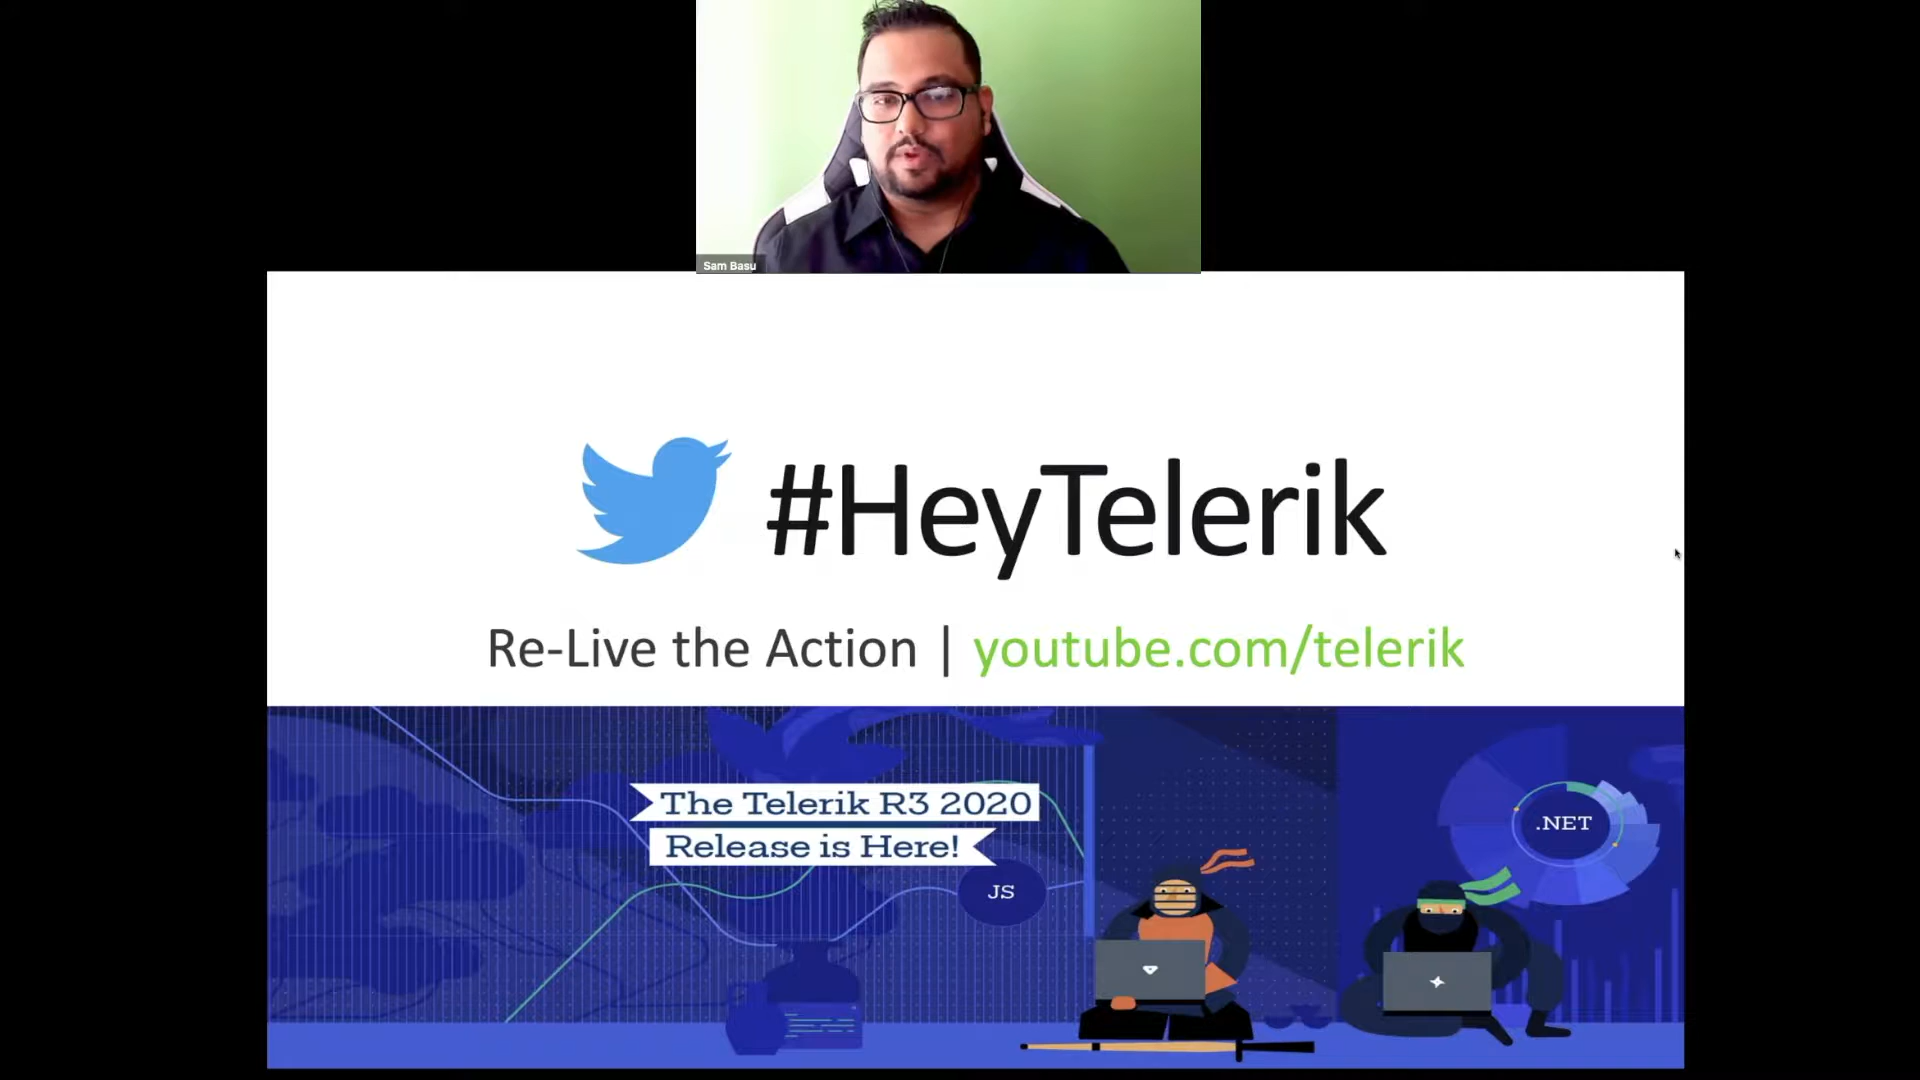 Sam Basu
#HeyTelerik
Re-Live the Action | youtube.com/telerik
The Telerik R3 2020
Release is Here!
.NET
JS